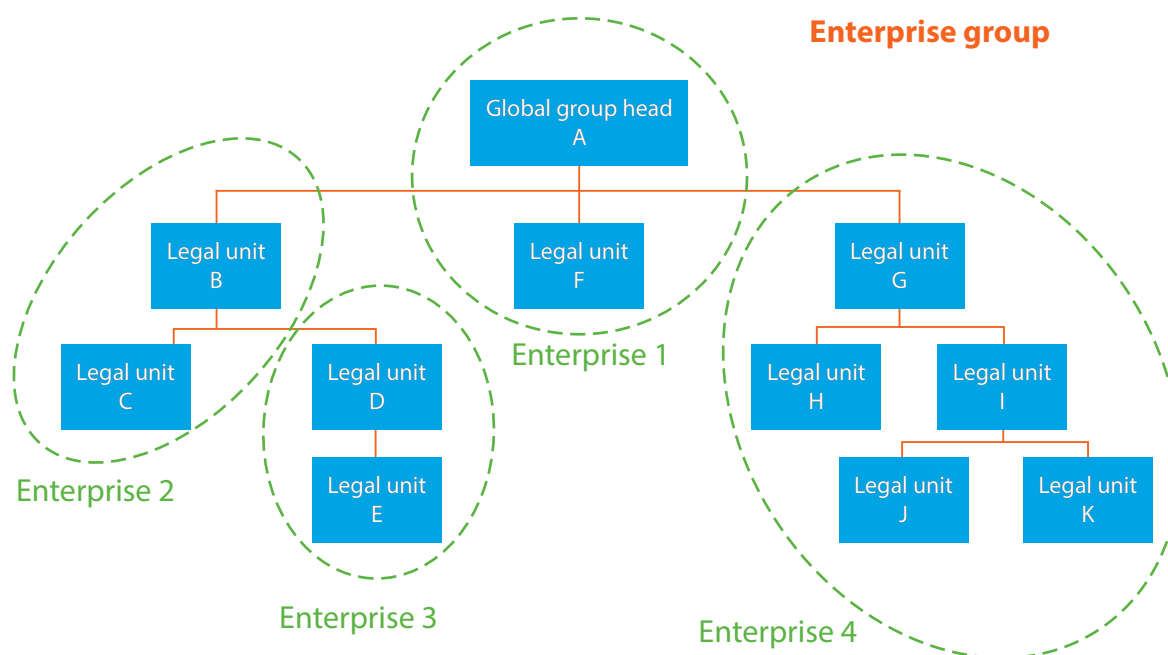 Enterprise group
Global group head
A
Legal unit
B
Legal unit
F
Legal unit
G
Enterprise 1
Legal unit
C
Legal unit
D
Legal unit
H
Legal unit
I
Enterprise 2
Legal unit
E
Legal unit
J
Legal unit
K
Enterprise 3
Enterprise 4